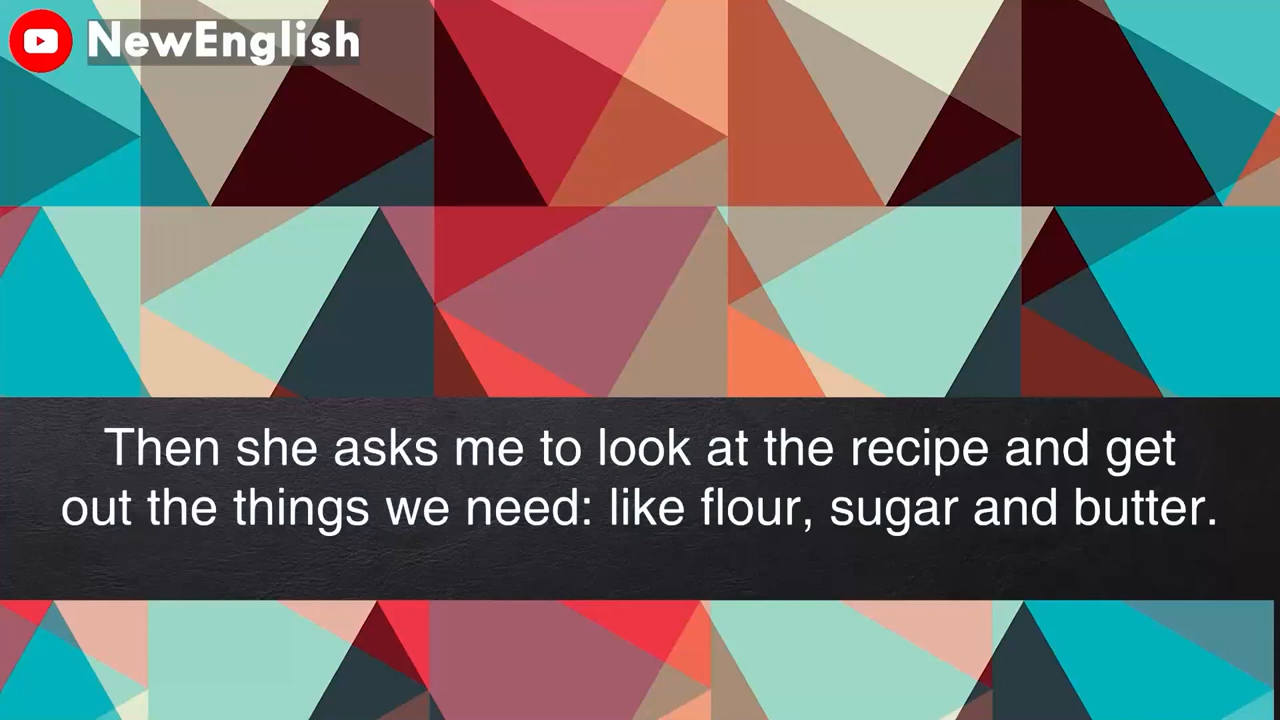 NewEnglish
Then she asks me to look at the recipe and get
out the things we need: like flour, sugar and butter.